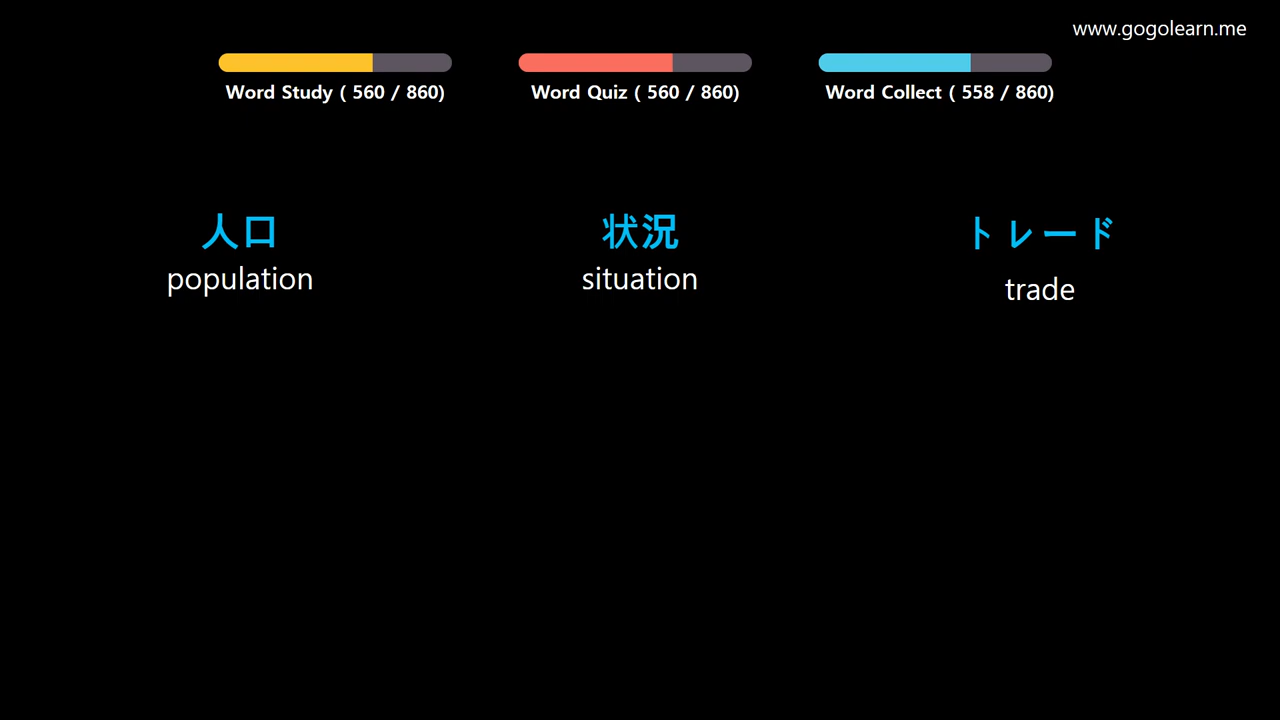 www.gogolearn.me
Word Study ( 560 / 860)
Word Quiz ( 560 / 860)
Word Collect ( 558 / 860)
人口
population
状況
situation
トレード
trade